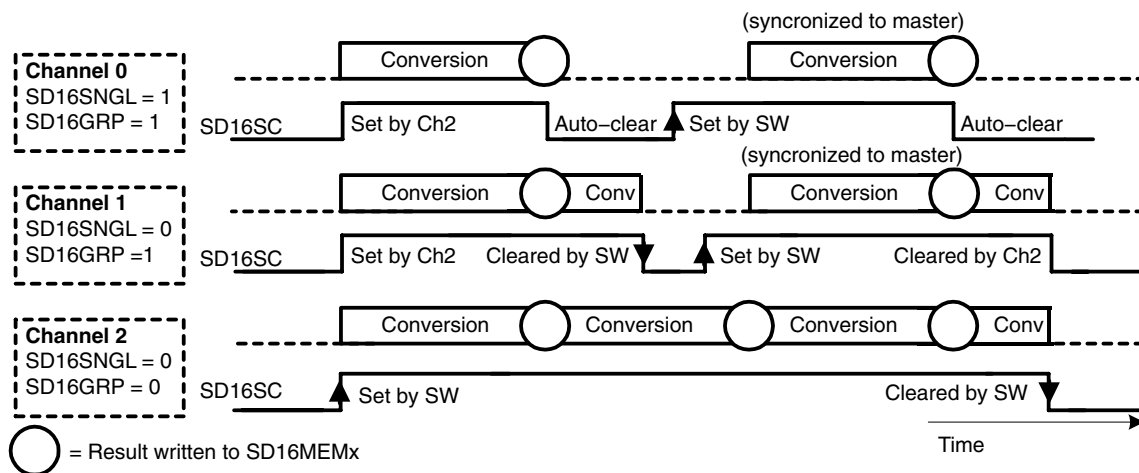 (syncronized to master)
Conversion Conversion
Channel 0
SD16SNGL = 1
SD16GRP = 1
SD16SC Set by Ch2 Auto-clear Set by SW Auto-clear
(syncronized to master)
Conversion Conv Conversion Conv
Channel 1
SD16SNGL = 0
SD16GRP =1
SD16SC Set by Ch2 Cleared by SW Set by SW Cleared by Ch2
Conversion Conversion Conversion Conv
Channel 2
SD16SNGL = 0
SD16GRP = 0
SD16SC Set by SW Cleared by SW
= Result written to SD16MEMx
Time